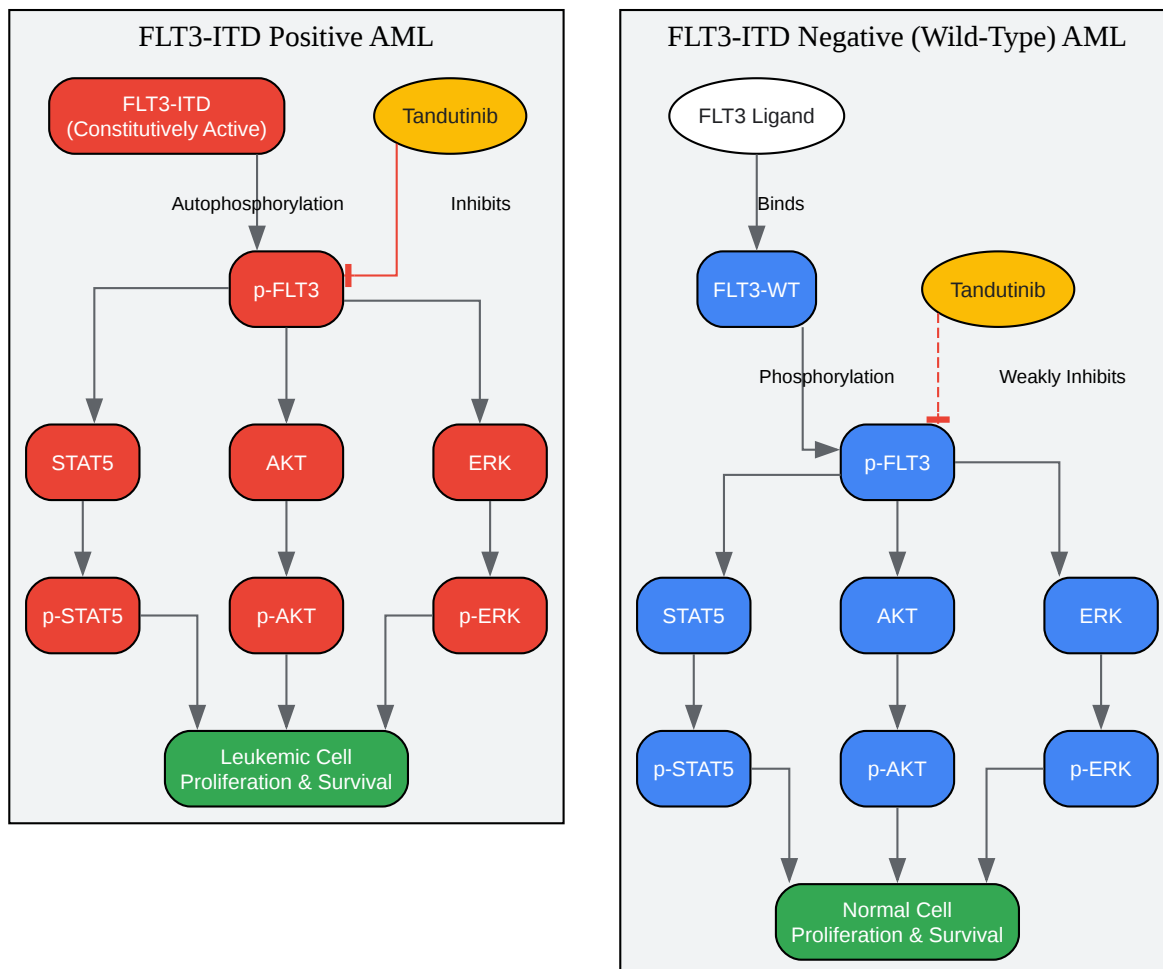 FLT3-ITD Positive AML
FLT3-ITD
(Constitutively Active)
Tandutinib
Autophosphorylation
Inhibits
p-FLT3
STAT5
AKT
ERK
p-STAT5
p-AKT
p-ERK
Leukemic Cell
Proliferation & Survival
FLT3-ITD Negative (Wild-Type) AML
FLT3 Ligand
Binds
FLT3-WT
Tandutinib
Phosphorylation
Weakly Inhibits
p-FLT3
STAT5
AKT
ERK
p-STAT5
p-AKT
p-ERK
Normal Cell
Proliferation & Survival